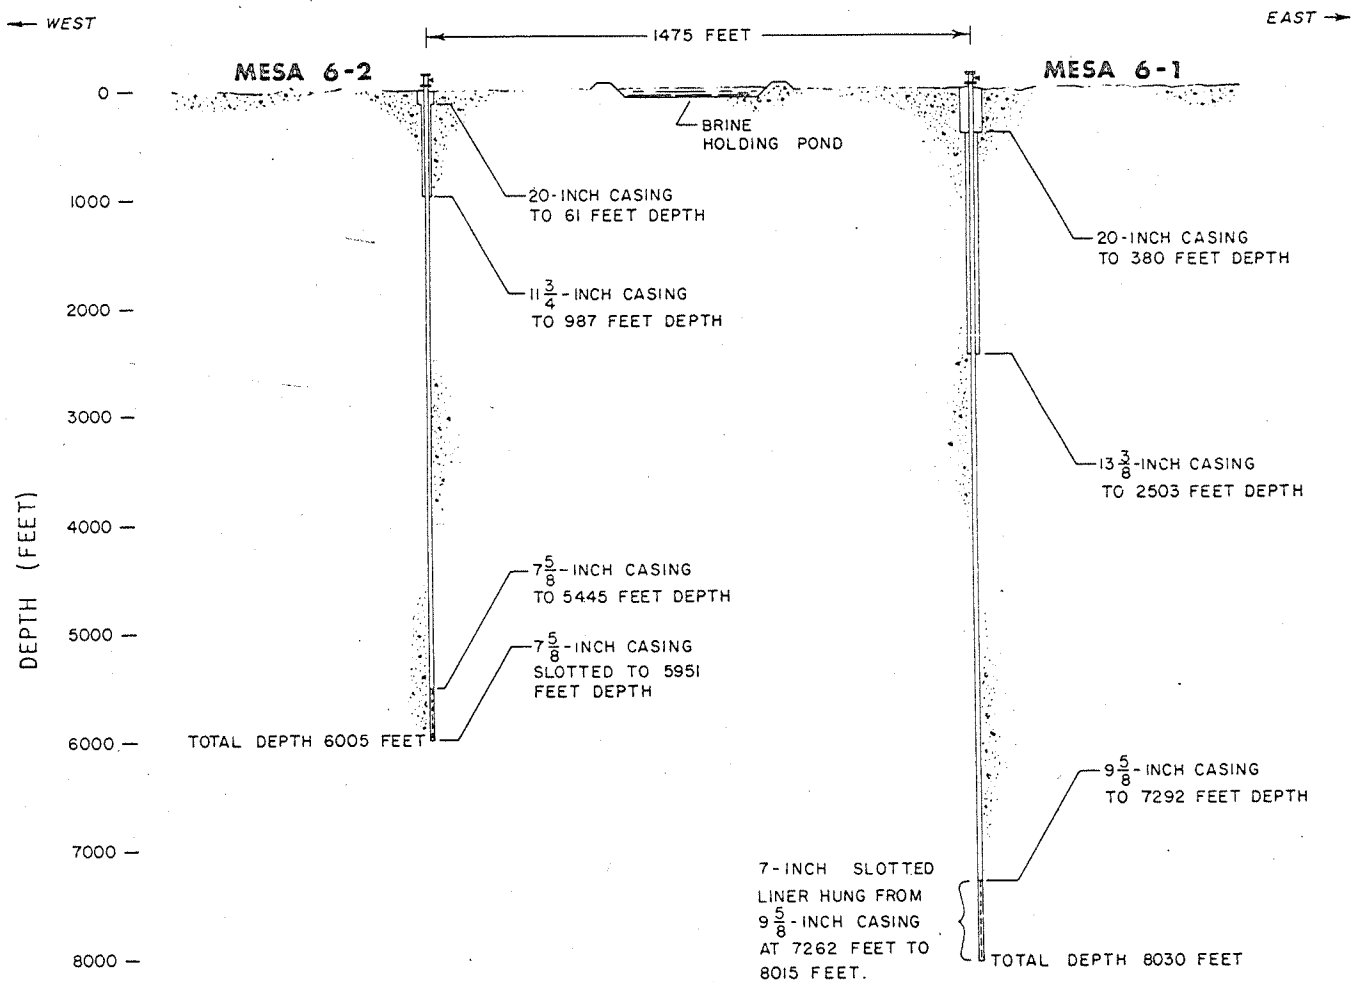 WEST
EAST
1475 FEET
MESA 6-2
MESA 6-1
0
BRINE
HOLDING POND
20-INCH CASING
TO 61 FEET DEPTH
1000
20-INCH CASING
TO 380 FEET DEPTH
11 3/4-INCH CASING
TO 987 FEET DEPTH
2000
3000
13 3/8-INCH CASING
TO 2503 FEET DEPTH
DEPTH (FEET)
4000
7 5/8-INCH CASING
TO 5445 FEET DEPTH
5000
7 5/8-INCH CASING
SLOTTED TO 5951
FEET DEPTH
6000
TOTAL DEPTH 6005 FEET
9 5/8-INCH CASING
TO 7292 FEET DEPTH
7000
7-INCH SLOTTED
LINER HUNG FROM
9 5/8-INCH CASING
AT 7262 FEET TO
8015 FEET.
8000
TOTAL DEPTH 8030 FEET